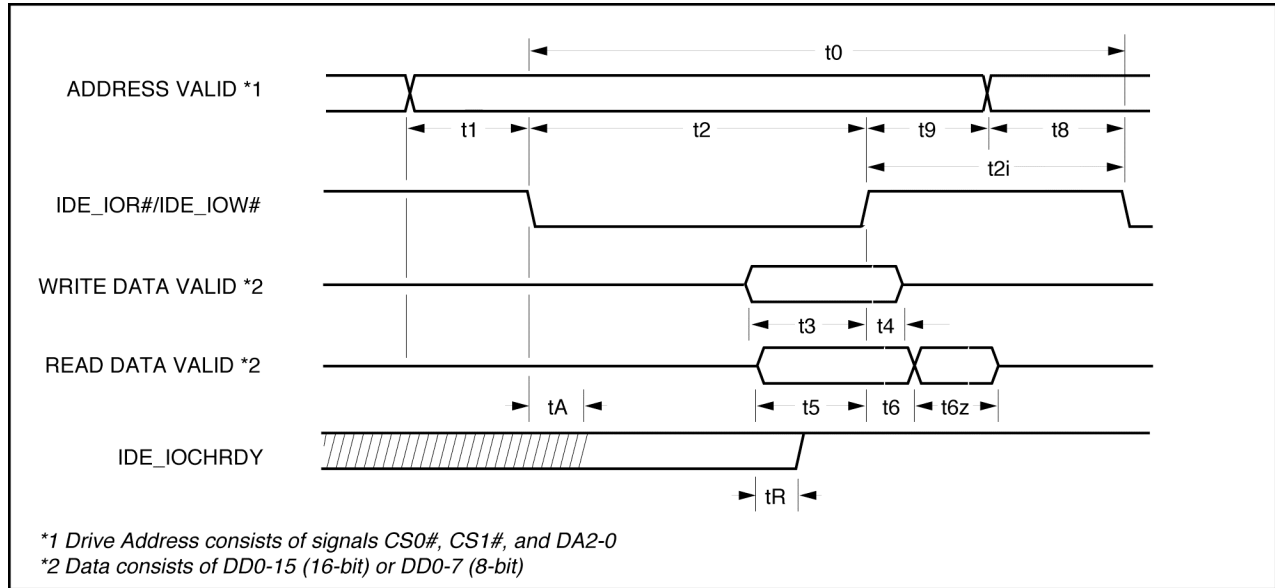 t0
ADDRESS VALID *1
t1 t2 t9 t8
t2i
IDE_IOR#/IDE_IOW#
WRITE DATA VALID *2
t3 t4
READ DATA VALID *2
tA t5 t6 t6z
IDE_IOCHRDY
tR
*1 Drive Address consists of signals CS0#, CS1#, and DA2-0
*2 Data consists of DD0-15 (16-bit) or DD0-7 (8-bit)